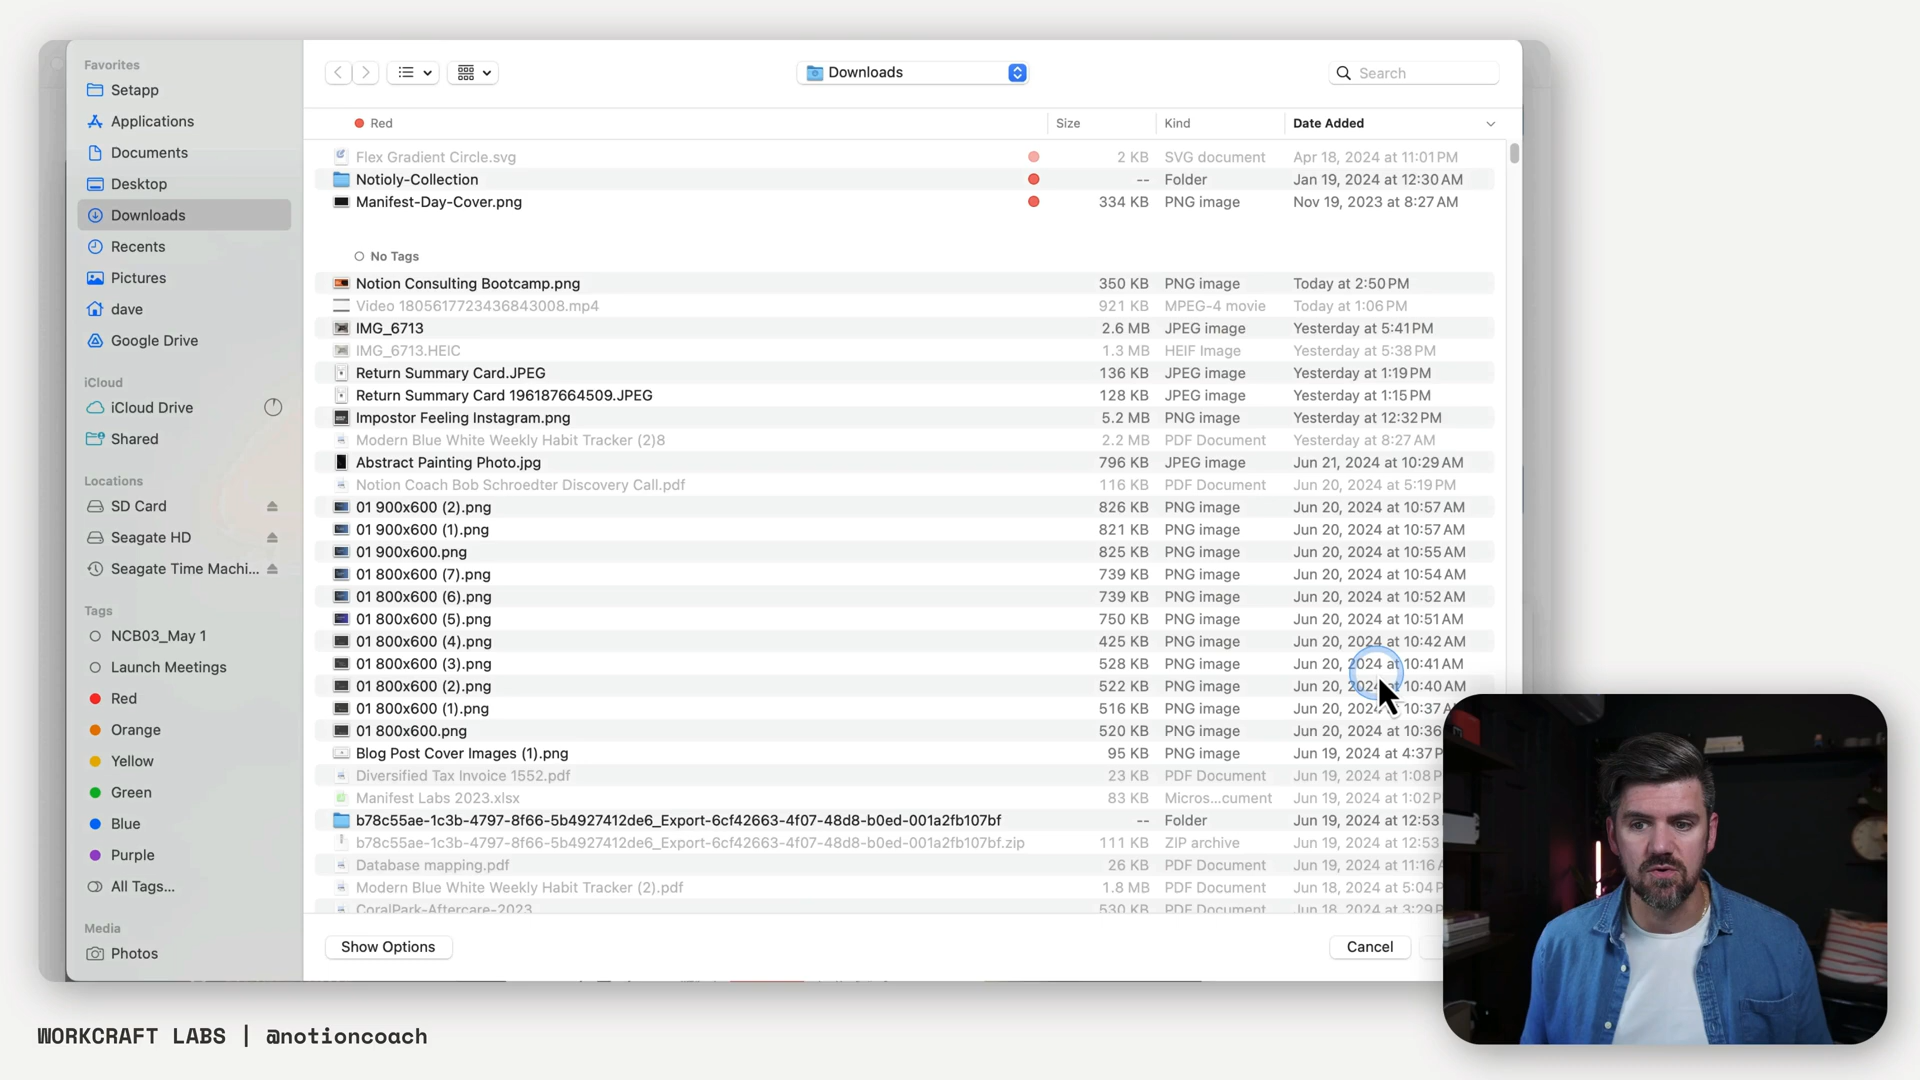 Favorites
Setapp
Applications
Documents
Desktop
Downloads
Recents
Pictures
dave
Google Drive
iCloud
iCloud Drive
Shared
Locations
SD Card
Seagate HD
Seagate Time Machi...
Tags
NCB03_May 1
Launch Meetings
Red
Orange
Yellow
Green
Blue
Purple
All Tags...
Media
Photos
Downloads
Search
Red Size Kind Date Added
Flex Gradient Circle.svg 2 KB SVG document Apr 18, 2024 at 11:01 PM
Notioly-Collection -- Folder Jan 19, 2024 at 12:30 AM
Manifest-Day-Cover.png 334 KB PNG image Nov 19, 2023 at 8:27 AM
No Tags
Notion Consulting Bootcamp.png 350 KB PNG image Today at 2:50 PM
Video 1805617723436843008.mp4 921 KB MPEG-4 movie Today at 1:06 PM
IMG_6713 2.6 MB JPEG image Yesterday at 5:41 PM
IMG_6713.HEIC 1.3 MB HEIF Image Yesterday at 5:38 PM
Return Summary Card.JPEG 136 KB JPEG image Yesterday at 1:19 PM
Return Summary Card 196187664509.JPEG 128 KB JPEG image Yesterday at 1:15 PM
Impostor Feeling Instagram.png 5.2 MB PNG image Yesterday at 12:32 PM
Modern Blue White Weekly Habit Tracker (2)8 2.2 MB PDF Document Yesterday at 8:27 AM
Abstract Painting Photo.jpg 796 KB JPEG image Jun 21, 2024 at 10:29 AM
Notion Coach Bob Schroedter Discovery Call.pdf 116 KB PDF Document Jun 20, 2024 at 5:19 PM
01 900x600 (2).png 826 KB PNG image Jun 20, 2024 at 10:57 AM
01 900x600 (1).png 821 KB PNG image Jun 20, 2024 at 10:57 AM
01 900x600.png 825 KB PNG image Jun 20, 2024 at 10:55 AM
01 800x600 (7).png 739 KB PNG image Jun 20, 2024 at 10:54 AM
01 800x600 (6).png 739 KB PNG image Jun 20, 2024 at 10:52 AM
01 800x600 (5).png 750 KB PNG image Jun 20, 2024 at 10:51 AM
01 800x600 (4).png 425 KB PNG image Jun 20, 2024 at 10:42 AM
01 800x600 (3).png 528 KB PNG image Jun 20, 2024 at 10:41 AM
01 800x600 (2).png 522 KB PNG image Jun 20, 2024 at 10:40 AM
01 800x600 (1).png 516 KB PNG image Jun 20, 2024 10:37
01 800x600.png 520 KB PNG image Jun 20, 2024 at 10:36
Blog Post Cover Images (1).png 95 KB PNG image Jun 19, 2024 at 4:37 P
Diversified Tax Invoice 1552.pdf 23 KB PDF Document Jun 19, 2024 at 1:08 P
Manifest Labs 2023.xlsx 83 KB Micros...cument Jun 19, 2024 at 1:02 P
b78c55ae-1c3b-4797-8f66-5b4927412de6_Export-6cf42663-4f07-48d8-b0ed-001a2fb107bf -- Folder Jun 19, 2024 at 12:53
b78c55ae-1c3b-4797-8f66-5b4927412de6_Export-6cf42663-4f07-48d8-b0ed-001a2fb107bf.zip 111 KB ZIP archive Jun 19, 2024 at 12:53
Database mapping.pdf 26 KB PDF Document Jun 19, 2024 at 11:16 A
Modern Blue White Weekly Habit Tracker (2).pdf 1.8 MB PDF Document Jun 18, 2024 at 5:04 P
CoralPark-Aftercare-2023 530 KB PDF Document Jun 18, 2024 at 3:29 P
Show Options
Cancel
WORKCRAFT LABS | @notioncoach